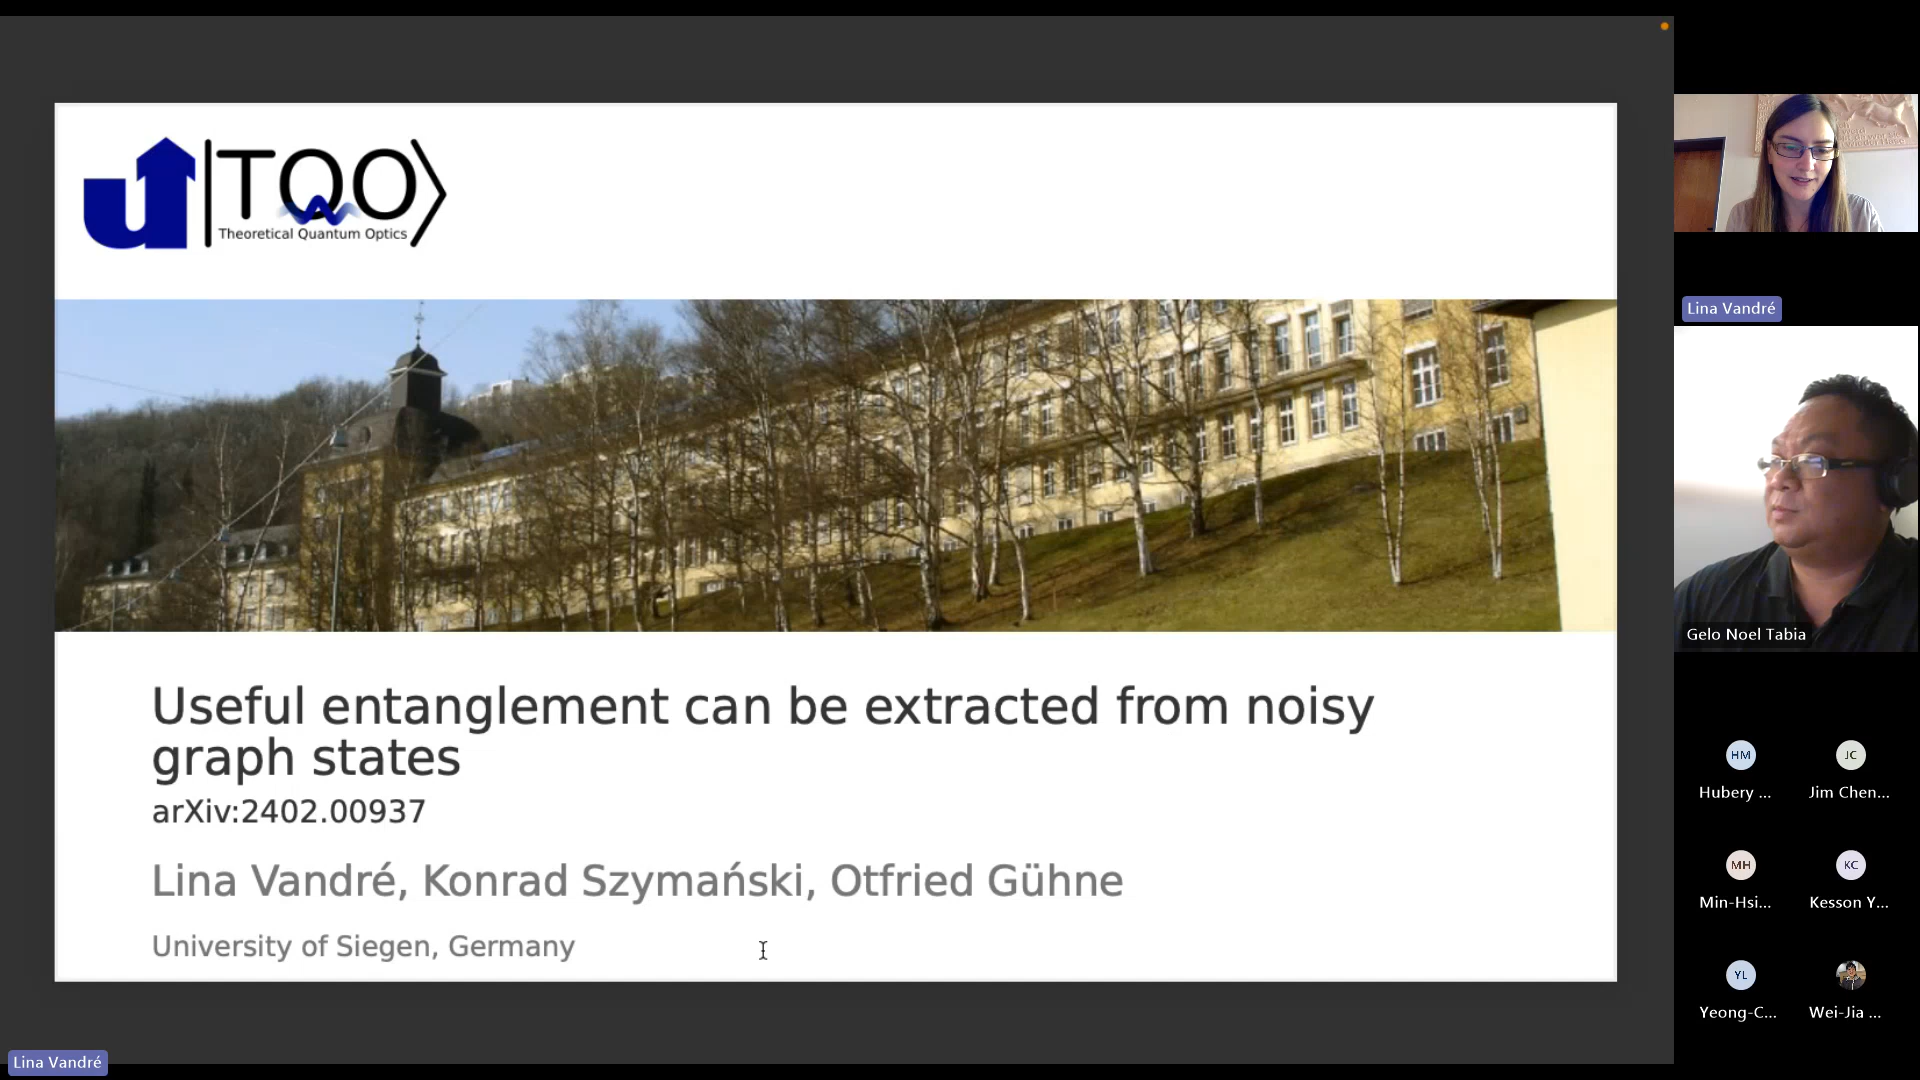 |TQO⟩
Theoretical Quantum Optics
Useful entanglement can be extracted from noisy
graph states
arXiv:2402.00937
Lina Vandré, Konrad Szymański, Otfried Gühne
University of Siegen, Germany
Lina Vandré
Lina Vandré
Gelo Noel Tabia
HM
JC
Hubery ...
Jim Chen...
MH
KC
Min-Hsi...
Kesson Y...
YL
Yeong-C...
Wei-Jia ...